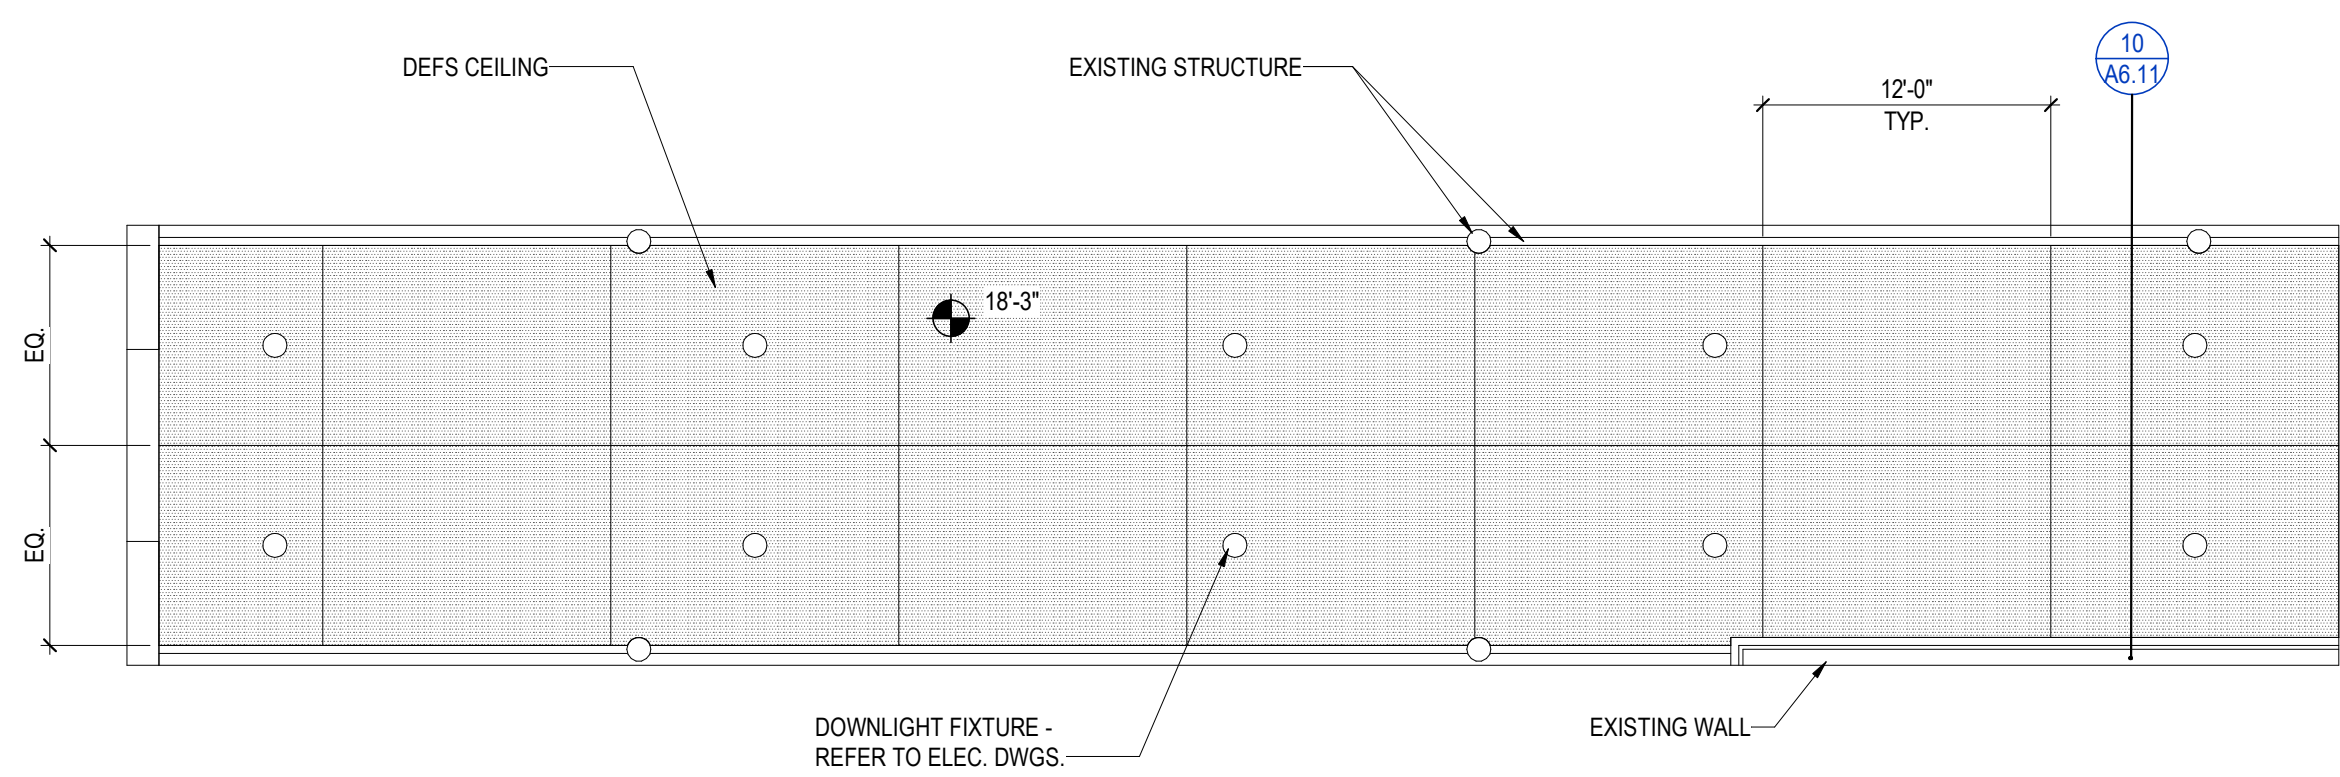 10
A6.11
DEFS CEILING
EXISTING STRUCTURE
12'-0"
TYP.
18'-3"
EQ.
EQ.
DOWNLIGHT FIXTURE -
REFER TO ELEC. DWGS.
EXISTING WALL